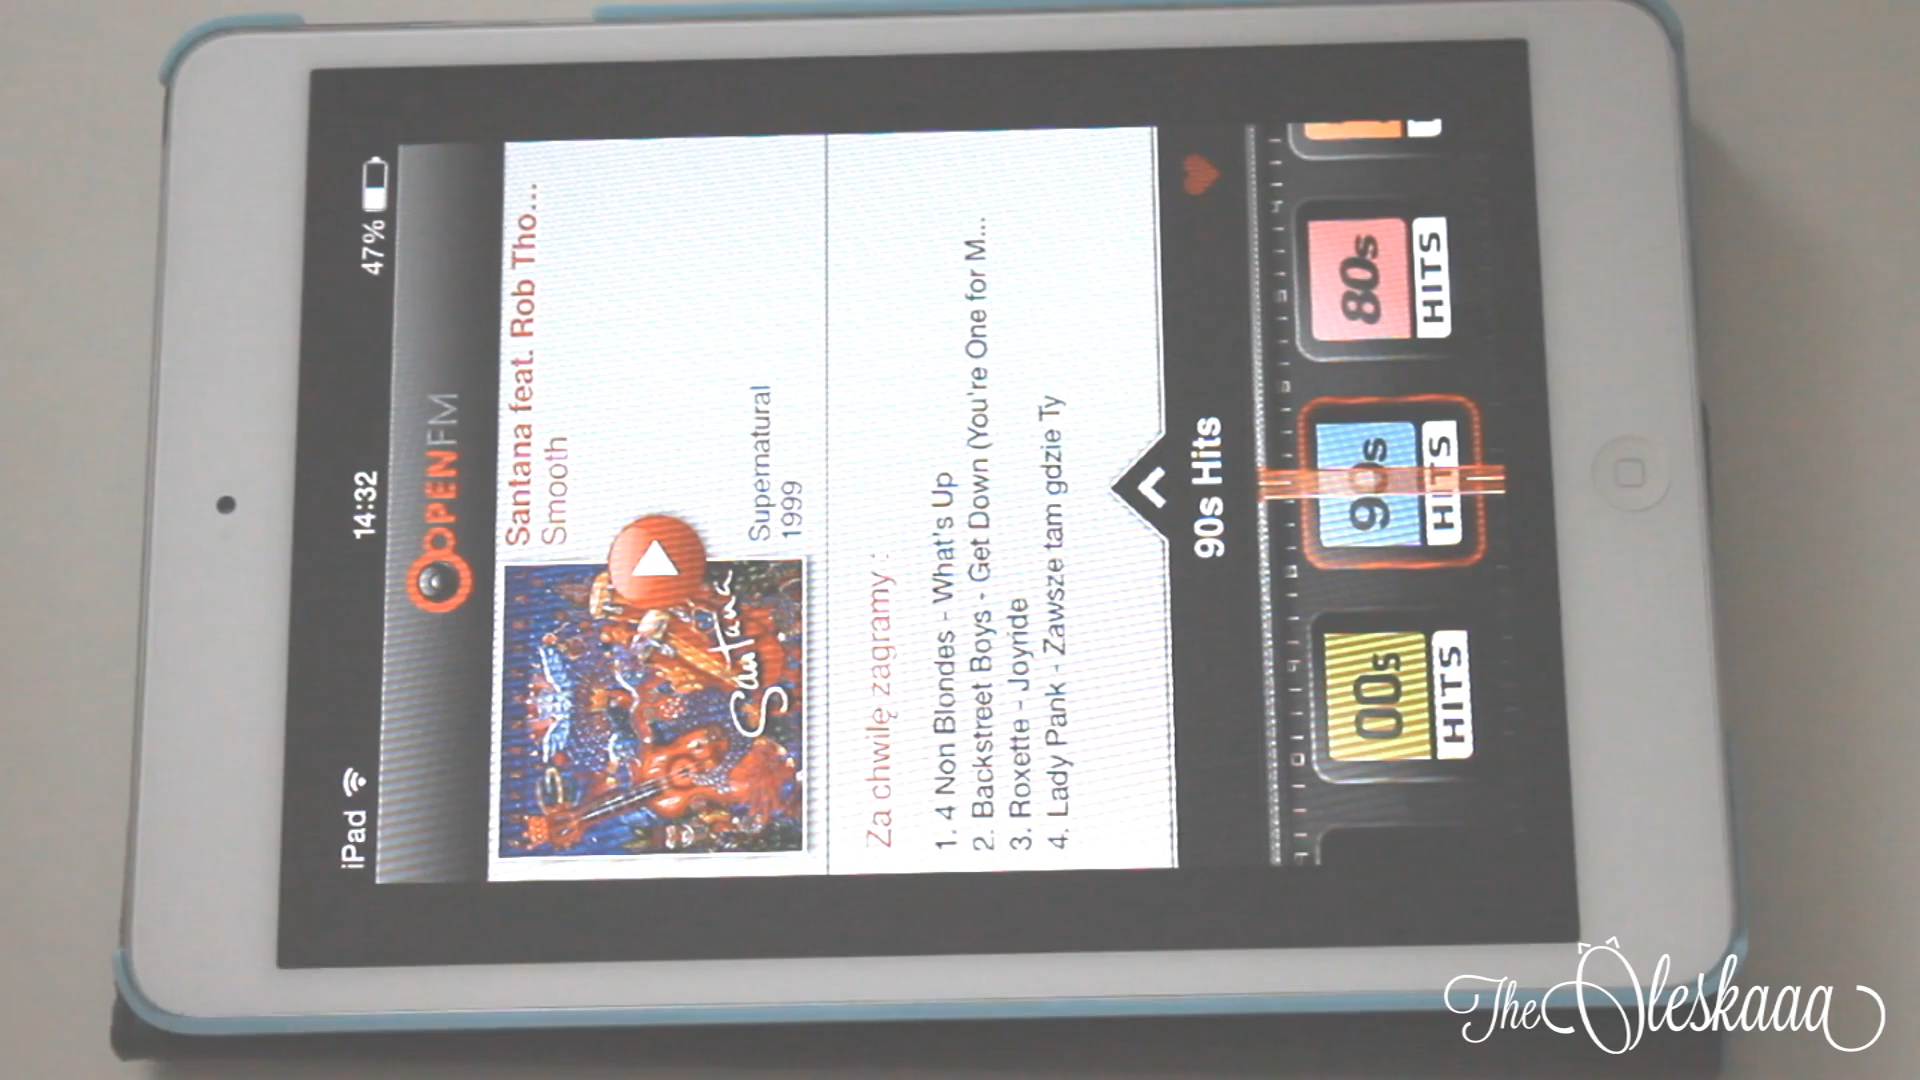 iPad 14:32 47%
OPENFM
Santana feat. Rob Tho...
Smooth
Santana
Supernatural
1999
Za chwilę zagramy :
1. 4 Non Blondes - What's Up
2. Backstreet Boys - Get Down (You're One for M...
3. Roxette - Joyride
4. Lady Pank - Zawsze tam gdzie Ty
90s Hits
00s
HITS
90s
HITS
80s
HITS
TheOleskaaa